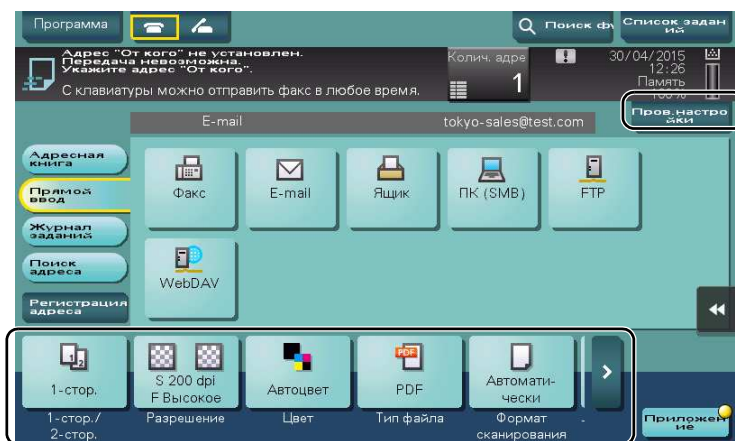 Программа
Поиск
Список задан
ий
Адрес "От кого" не установлен.
Передача невозможна.
Укажите адрес "От кого".
С клавиатуры можно отправить факс в любое время.
Колич. адре
1
30/04/2015
12:26
Память
100%
Пров.настро
йки
E-mail
tokyo-sales@test.com
Адресная
книга
Прямой
ввод
Журнал
заданий
Поиск
адреса
Регистрация
адреса
Факс
E-mail
Ящик
ПК (SMB)
FTP
WebDAV
1-стор.
S 200 dpi
F Высокое
Автоцвет
PDF
PDF
Автомати-
чески
1-стор./
2-стор.
Разрешение
Цвет
Тип файла
Формат
сканирования
Приложен
ие